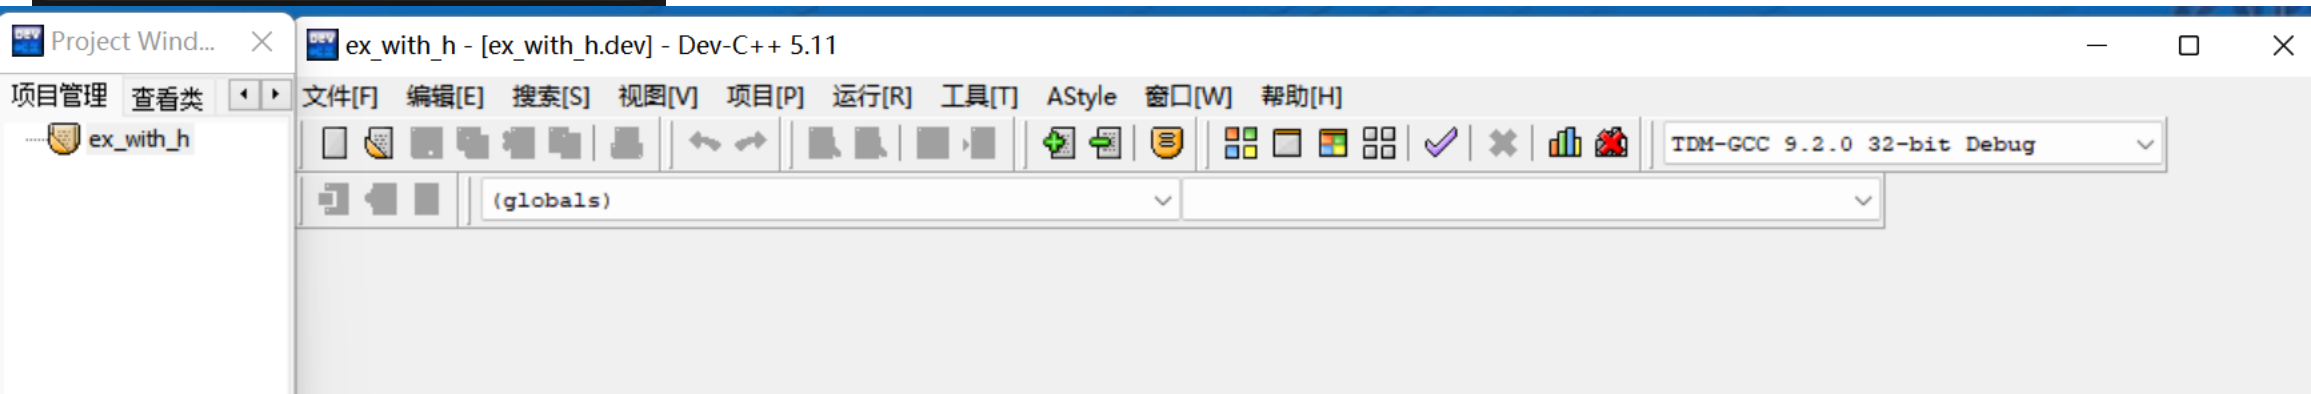 Project Wind...
ex_with_h - [ex_with_h.dev] - Dev-C++ 5.11
项目管理 查看类
文件[F] 编辑[E] 搜索[S] 视图[V] 项目[P] 运行[R] 工具[T] AStyle 窗口[W] 帮助[H]
ex_with_h
TDM-GCC 9.2.0 32-bit Debug
(globals)